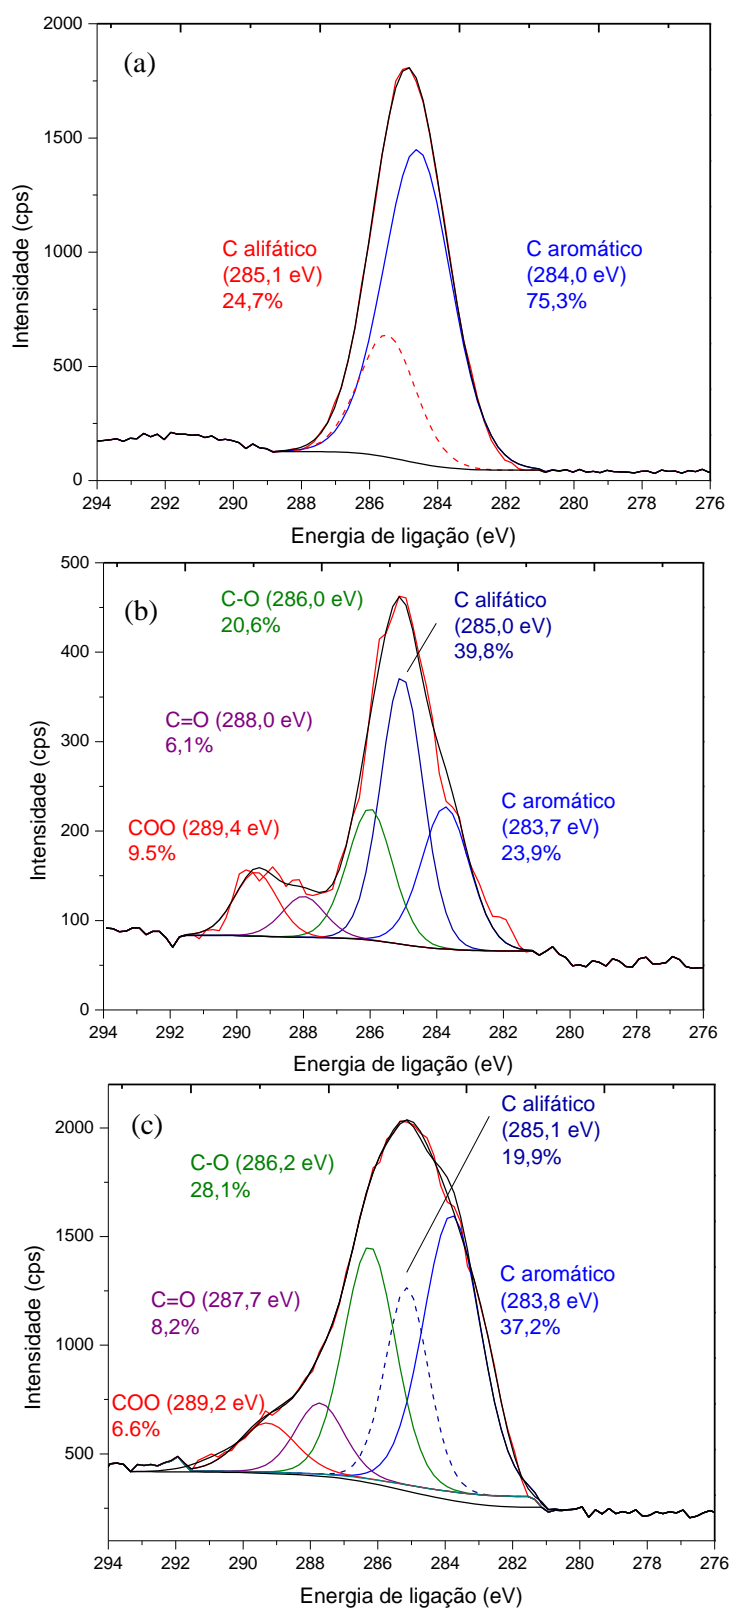 (a)
2000
1500
1000
500
0
Intensidade (cps)
C alifático
(285,1 eV)
24,7%
C aromático
(284,0 eV)
75,3%
294 292 290 288 286 284 282 280 278 276
Energia de ligação (eV)
(b)
500
400
300
200
100
0
Intensidade (cps)
C-O (286,0 eV)
20,6%
C alifático
(285,0 eV)
39,8%
C=O (288,0 eV)
6,1%
COO (289,4 eV)
9.5%
C aromático
(283,7 eV)
23,9%
294 292 290 288 286 284 282 280 278 276
Energia de ligação (eV)
(c)
2000
1500
1000
500
Intensidade (cps)
C alifático
(285,1 eV)
19,9%
C-O (286,2 eV)
28,1%
C=O (287,7 eV)
8,2%
C aromático
(283,8 eV)
37,2%
COO (289,2 eV)
6.6%
294 292 290 288 286 284 282 280 278 276
Energia de ligação (eV)